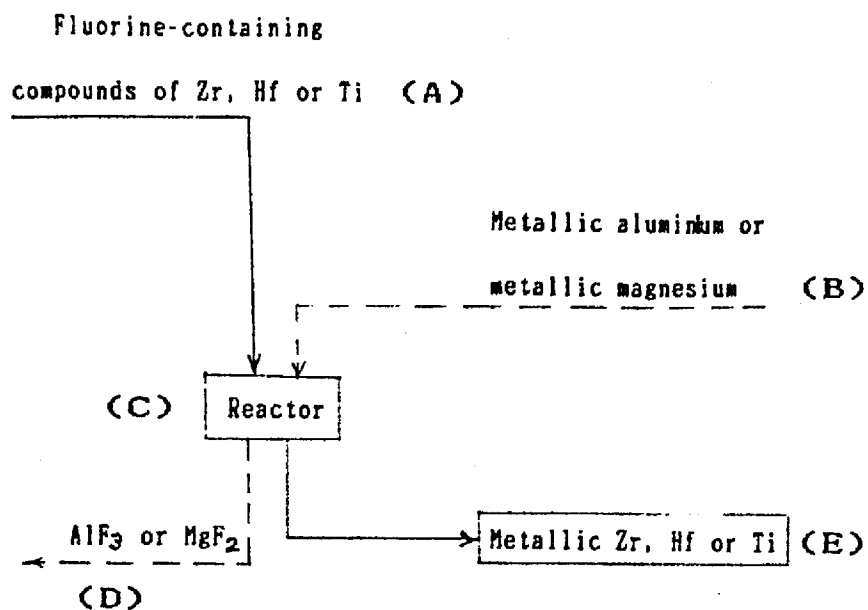 Fluorine-containing
compounds of Zr, Hf or Ti (A)
Metallic aluminium or
metallic magnesium (B)
(C) Reactor
AlF3 or MgF2
(D)
Metallic Zr, Hf or Ti (E)